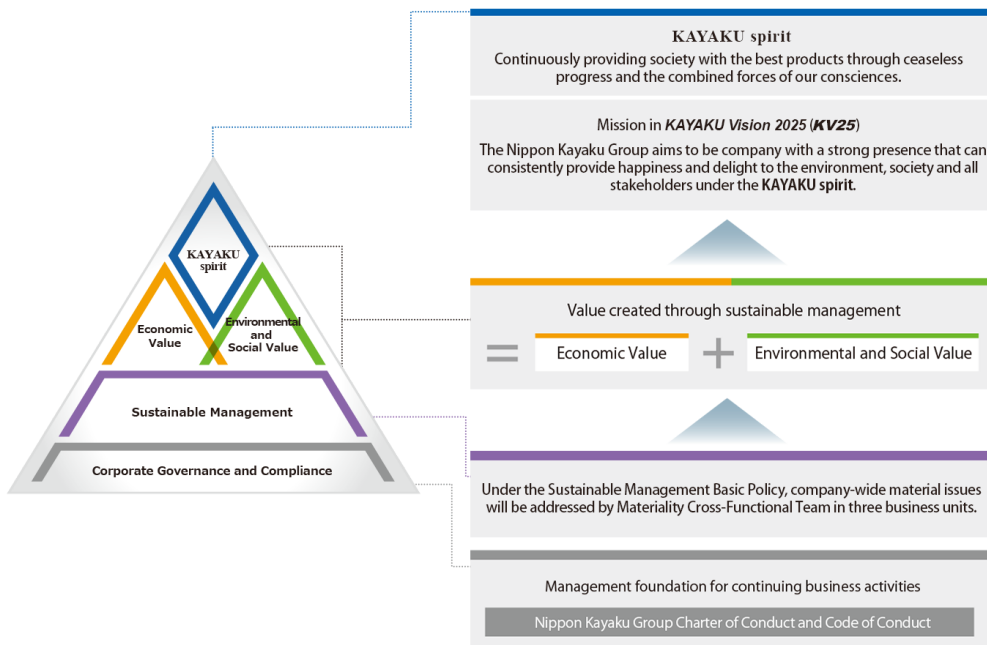 KAYAKU spirit
Continuously providing society with the best products through ceaseless
progress and the combined forces of our consciences.
Mission in KAYAKU Vision 2025 (KV25)
The Nippon Kayaku Group aims to be company with a strong presence that can
consistently provide happiness and delight to the environment, society and all
stakeholders under the KAYAKU spirit.
KAYAKU
spirit
Economic
Value
Environmental
and
Social Value
Sustainable Management
Corporate Governance and Compliance
Value created through sustainable management
= Economic Value + Environmental and Social Value
Under the Sustainable Management Basic Policy, company-wide material issues
will be addressed by Materiality Cross-Functional Team in three business units.
Management foundation for continuing business activities
Nippon Kayaku Group Charter of Conduct and Code of Conduct